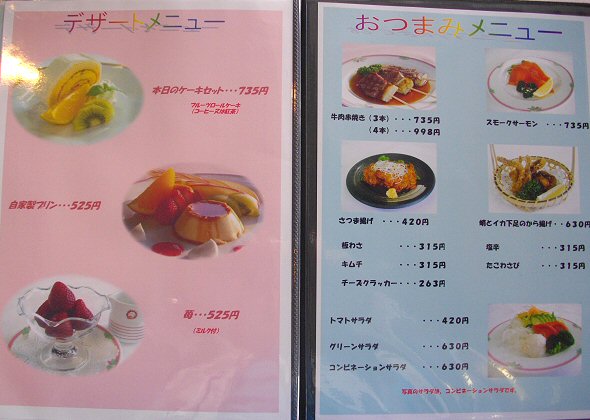 デザートメニュー
本日のケーキセット・・・735円
フルーツロールケーキ
(コーヒー又は紅茶)
自家製プリン・・・525円
苺・・・525円
(ミルク付)
おつまみメニュー
牛肉串焼き(3本)・・・735円
(4本)・・・998円
スモークサーモン ・・・735円
さつま揚げ ・・・420円
蛸とイカ下足のから揚げ・・630円
板わさ ・・・315円
塩辛 ・・・315円
キムチ ・・・315円
たこわさび ・・・315円
チーズクラッカー・・・263円
トマトサラダ ・・・420円
グリーンサラダ ・・・630円
コンビネーションサラダ ・・・630円
写真のサラダは、コンビネーションサラダです。